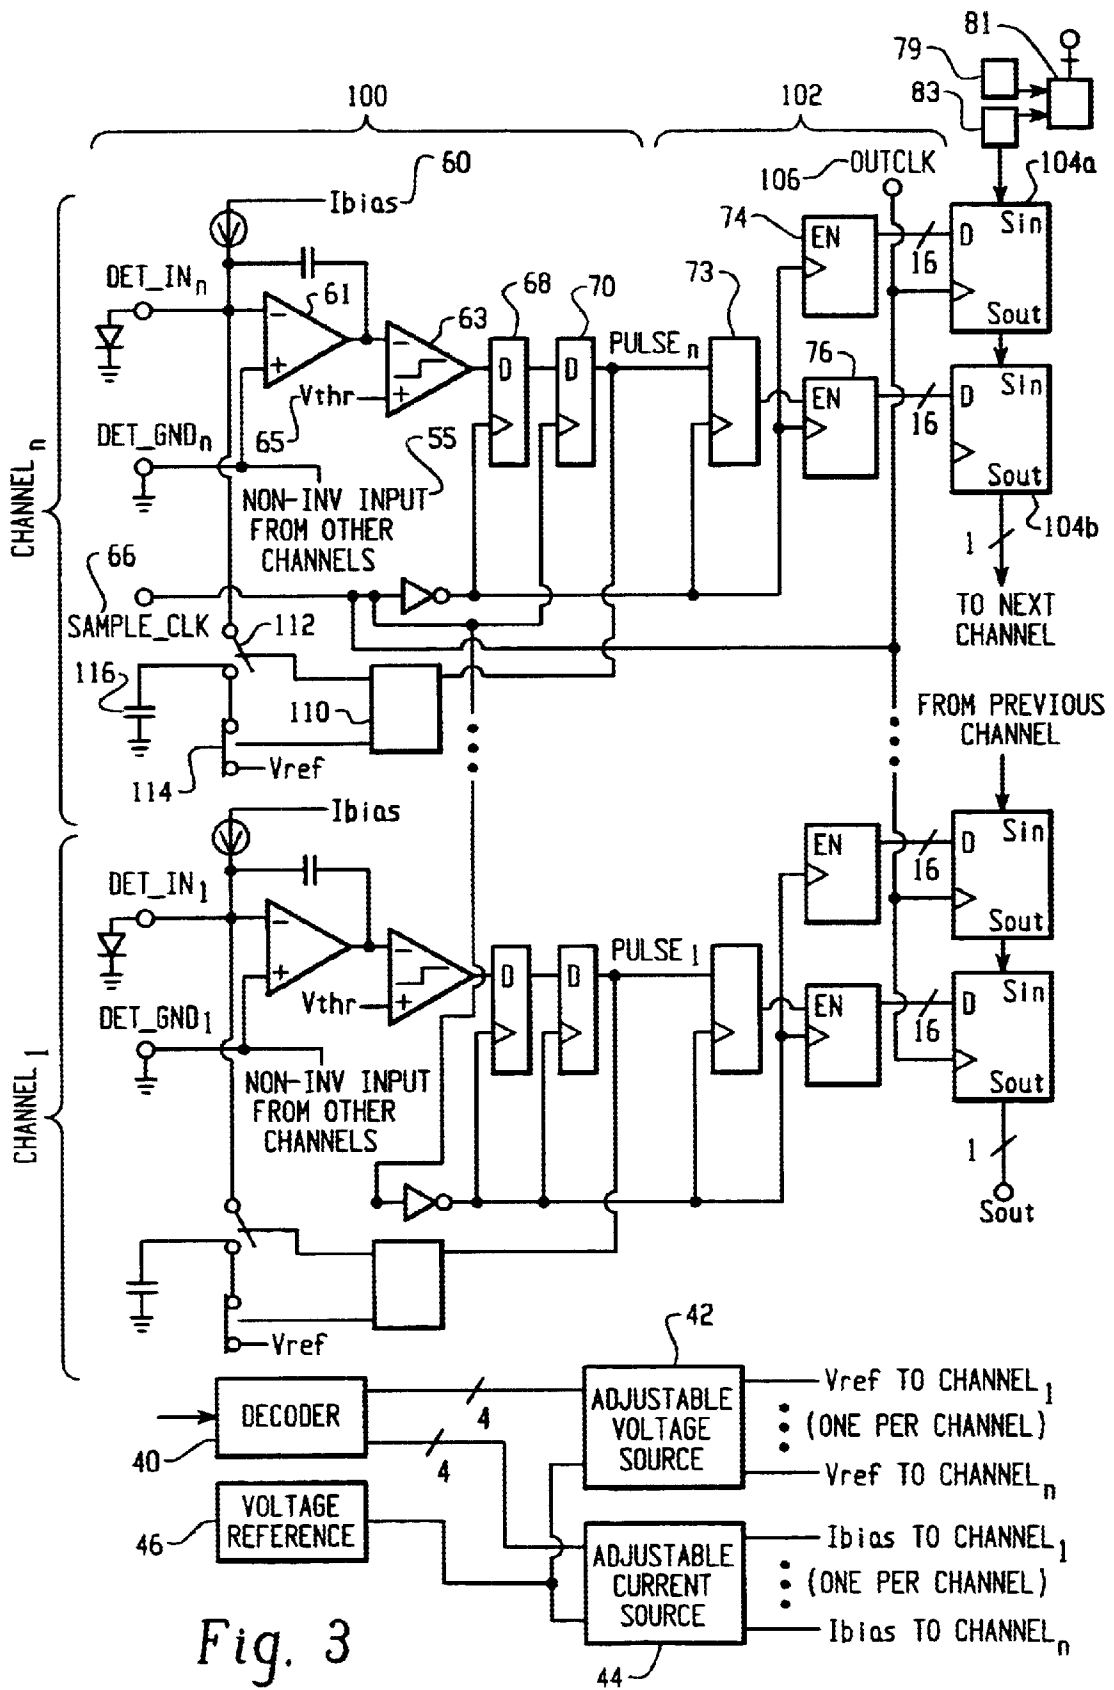 81
79
83
100
102
60
106 OUTCLK
104a
Ibias
74
EN
D
Sin
16
Sout
DET_INn
61
63
68
70
73
PULSEn
D
D
76
EN
D
Sin
16
Sout
104b
Vthr
65
55
DET_GNDn
NON-INV INPUT
FROM OTHER
CHANNELS
CHANNELn
66
SAMPLE_CLK
112
116
110
114
Vref
1
TO NEXT
CHANNEL
FROM PREVIOUS
CHANNEL
Ibias
EN
D
Sin
16
Sout
DET_IN1
PULSE1
D
D
EN
D
Sin
16
Sout
Vthr
DET_GND1
NON-INV INPUT
FROM OTHER
CHANNELS
CHANNEL1
1
Sout
Vref
42
DECODER
40
4
4
ADJUSTABLE
VOLTAGE
SOURCE
Vref TO CHANNEL1
(ONE PER CHANNEL)
Vref TO CHANNELn
VOLTAGE
REFERENCE
46
ADJUSTABLE
CURRENT
SOURCE
44
Ibias TO CHANNEL1
(ONE PER CHANNEL)
Ibias TO CHANNELn
Fig. 3